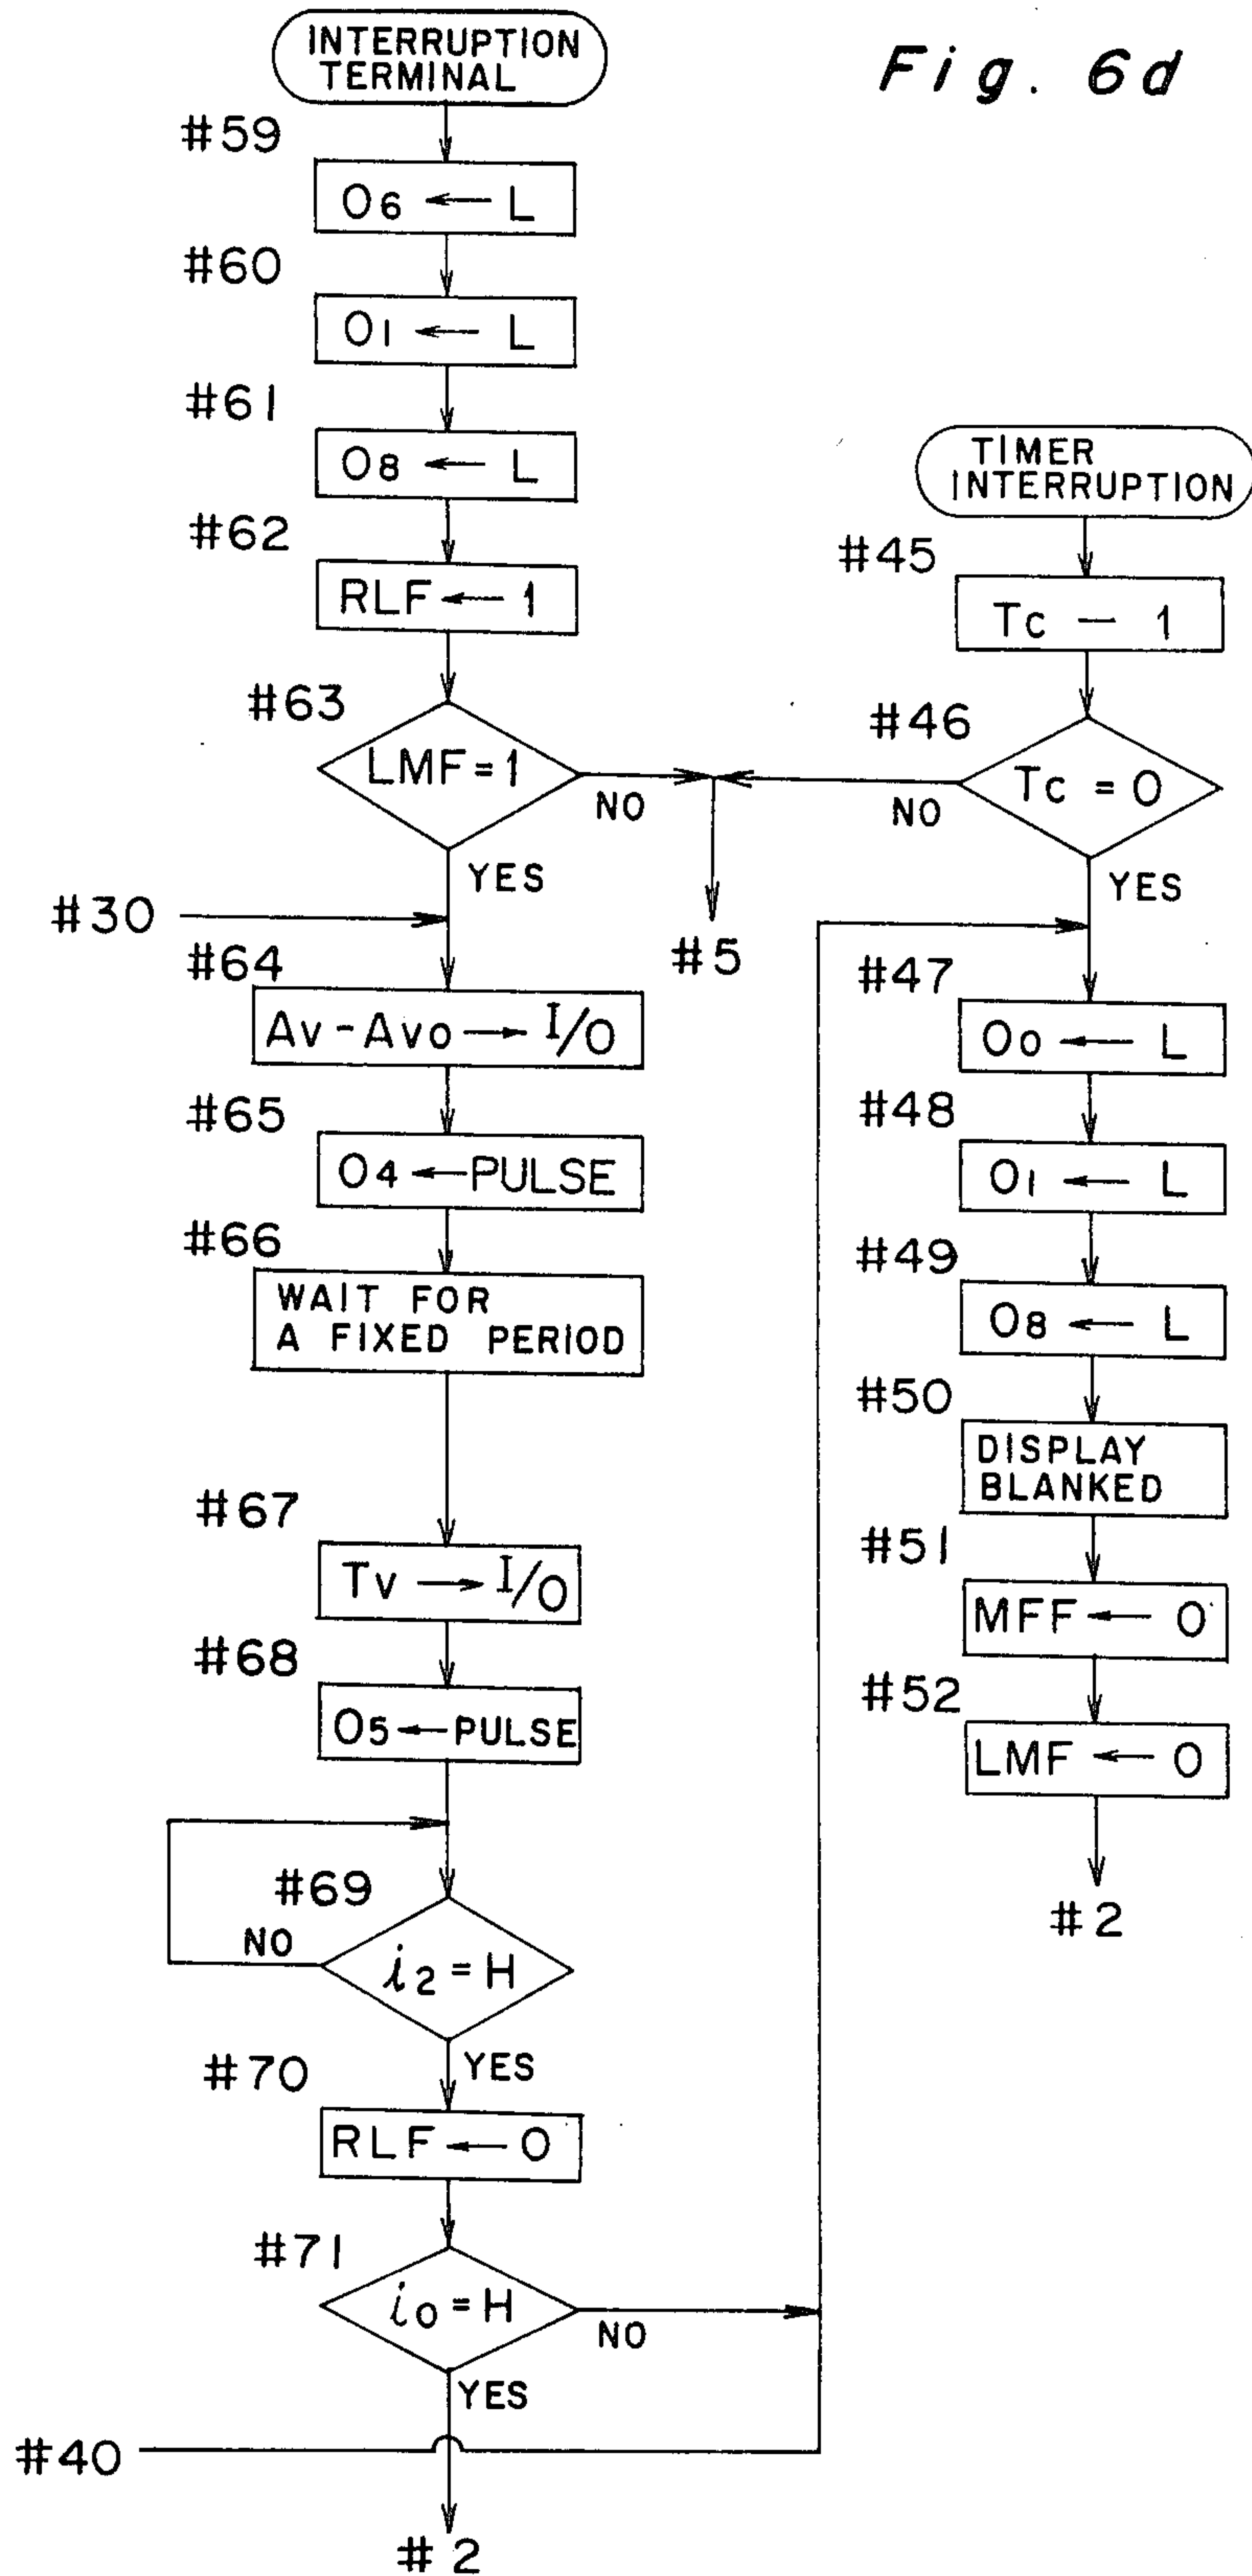 Fig. 6d
INTERRUPTION
TERMINAL
#59
O6 ← L
#60
O1 ← L
#61
O8 ← L
#62
RLF ← 1
#63
LMF = 1
NO
YES
#30
#5
#64
Av - Avo → I/O
#65
O4 ← PULSE
#66
WAIT FOR
A FIXED PERIOD
#67
Tv → I/O
#68
O5 ← PULSE
#69
NO
i2 = H
YES
#70
RLF ← 0
#71
i0 = H
NO
YES
#40
#2
TIMER
INTERRUPTION
#45
Tc - 1
#46
Tc = 0
NO
YES
#47
O0 ← L
#48
O1 ← L
#49
O8 ← L
#50
DISPLAY
BLANKED
#51
MFF ← 0
#52
LMF ← 0
#2